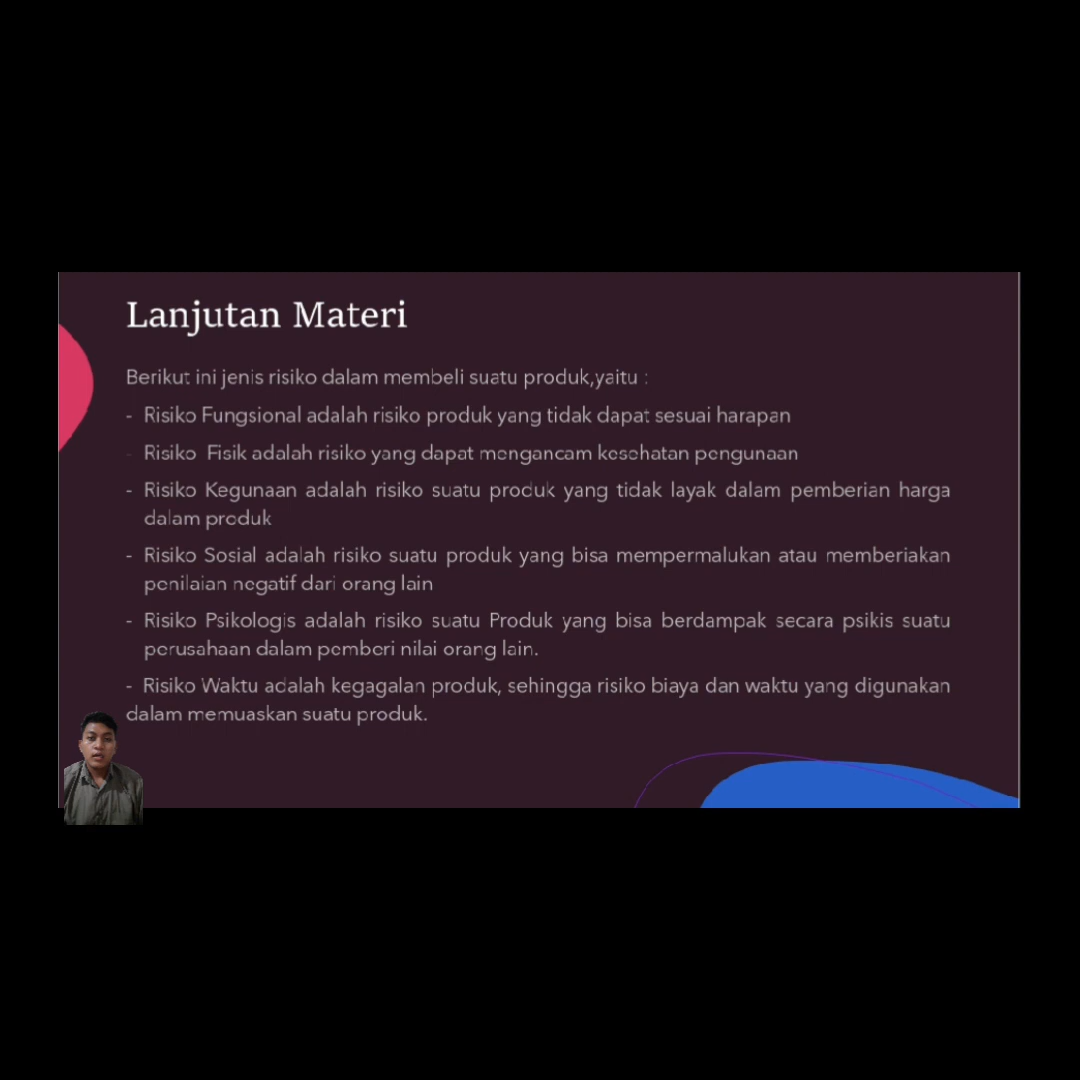 Lanjutan Materi
Berikut ini jenis risiko dalam membeli suatu produk,yaitu :
- Risiko Fungsional adalah risiko produk yang tidak dapat sesuai harapan
- Risiko Fisik adalah risiko yang dapat mengancam kesehatan pengunaan
- Risiko Kegunaan adalah risiko suatu produk yang tidak layak dalam pemberian harga
dalam produk
- Risiko Sosial adalah risiko suatu produk yang bisa mempermalukan atau memberiakan
penilaian negatif dari orang lain
- Risiko Psikologis adalah risiko suatu Produk yang bisa berdampak secara psikis suatu
perusahaan dalam pemberi nilai orang lain.
- Risiko Waktu adalah kegagalan produk, sehingga risiko biaya dan waktu yang digunakan
dalam memuaskan suatu produk.